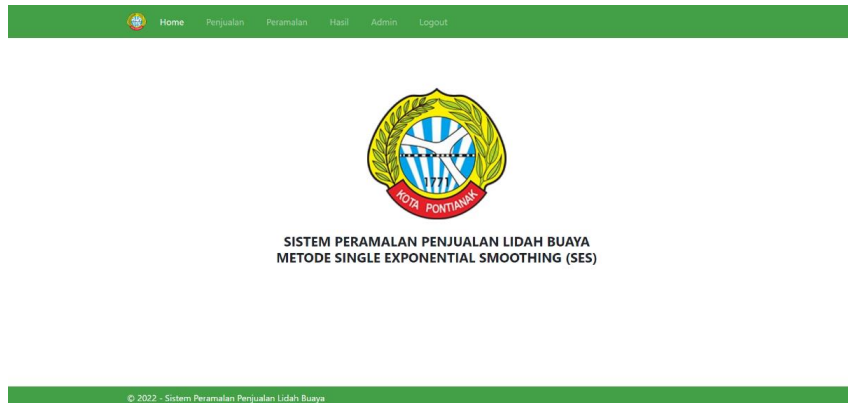 Home Penjualan Peramalan Hasil Admin Logout
1771
KOTA PONTIANAK
SISTEM PERAMALAN PENJUALAN LIDAH BUAYA
METODE SINGLE EXPONENTIAL SMOOTHING (SES)
© 2022 - Sistem Peramalan Penjualan Lidah Buaya